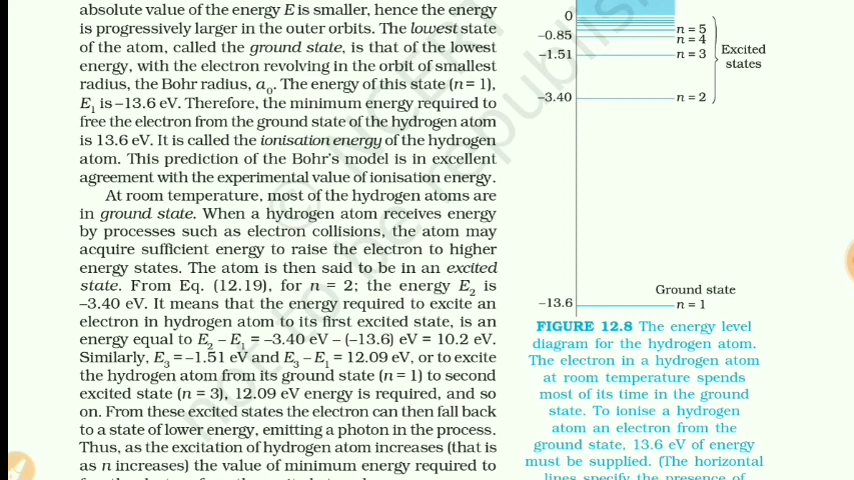 absolute value of the energy E is smaller, hence the energy
is progressively larger in the outer orbits. The lowest state
of the atom, called the ground state, is that of the lowest
energy, with the electron revolving in the orbit of smallest
radius, the Bohr radius, a0. The energy of this state (n = 1),
E1 is –13.6 eV. Therefore, the minimum energy required to
free the electron from the ground state of the hydrogen atom
is 13.6 eV. It is called the ionisation energy of the hydrogen
atom. This prediction of the Bohr's model is in excellent
agreement with the experimental value of ionisation energy.
At room temperature, most of the hydrogen atoms are
in ground state. When a hydrogen atom receives energy
by processes such as electron collisions, the atom may
acquire sufficient energy to raise the electron to higher
energy states. The atom is then said to be in an excited
state. From Eq. (12.19), for n = 2; the energy E2 is
–3.40 eV. It means that the energy required to excite an
electron in hydrogen atom to its first excited state, is an
energy equal to E2 – E1 = –3.40 eV – (–13.6) eV = 10.2 eV.
Similarly, E3 = –1.51 eV and E3 – E1 = 12.09 eV, or to excite
the hydrogen atom from its ground state (n = 1) to second
excited state (n = 3), 12.09 eV energy is required, and so
on. From these excited states the electron can then fall back
to a state of lower energy, emitting a photon in the process.
Thus, as the excitation of hydrogen atom increases (that is
as n increases) the value of minimum energy required to
0
n = 5
–0.85
n = 4
–1.51
n = 3
Excited
states
–3.40
n = 2
Ground state
–13.6
n = 1
FIGURE 12.8 The energy level
diagram for the hydrogen atom.
The electron in a hydrogen atom
at room temperature spends
most of its time in the ground
state. To ionise a hydrogen
atom an electron from the
ground state, 13.6 eV of energy
must be supplied. (The horizontal
lines specify the presence of
© NCERT
not to be republish